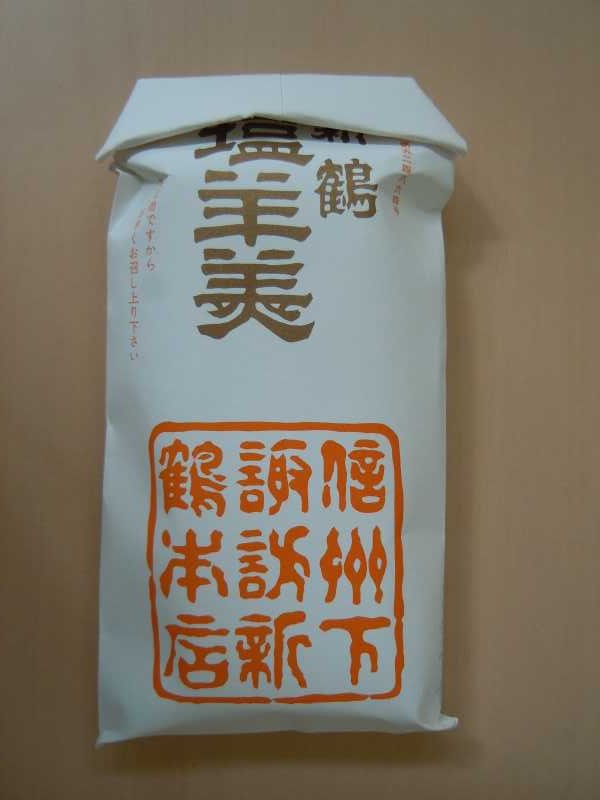 新鶴
塩羊羹
ですから
くお召し上り下さい
信州下
諏訪新
鶴本店